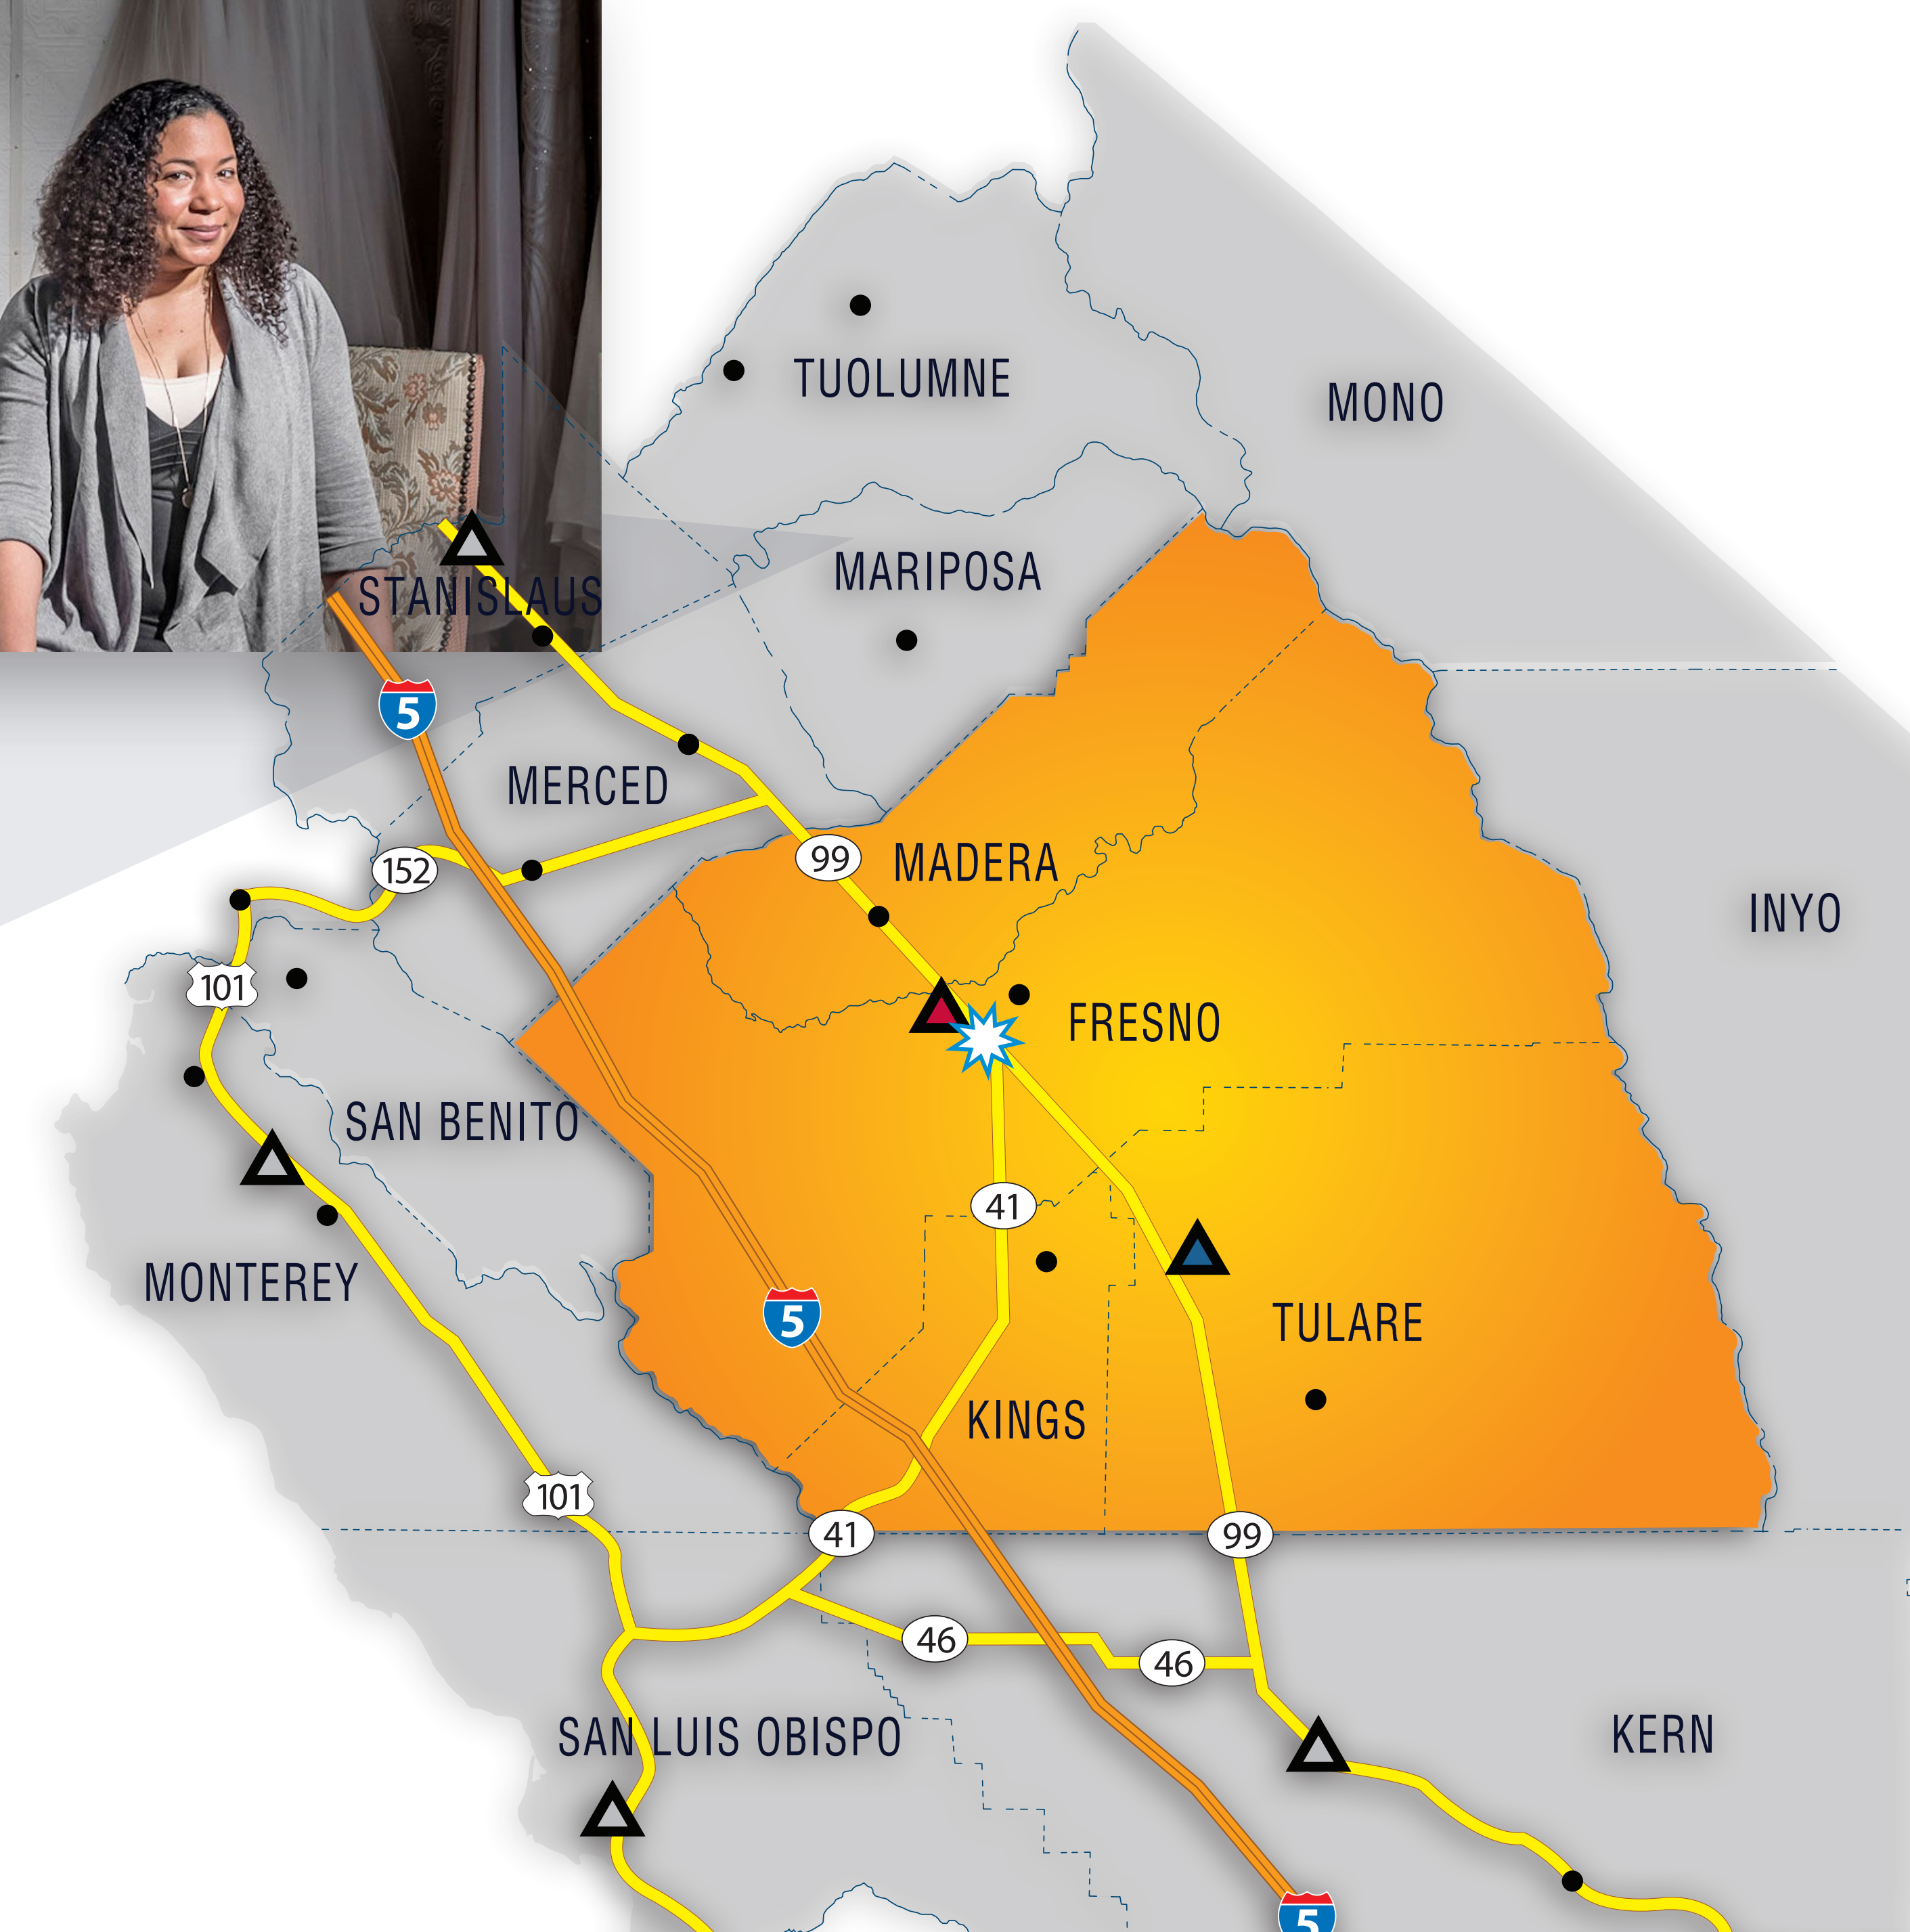 TUOLUMNE
MONO
MARIPOSA
STANISLAUS
5
MERCED
99
MADERA
152
INYO
101
FRESNO
SAN BENITO
41
MONTEREY
5
TULARE
KINGS
101
41
99
46
46
SAN LUIS OBISPO
KERN
5